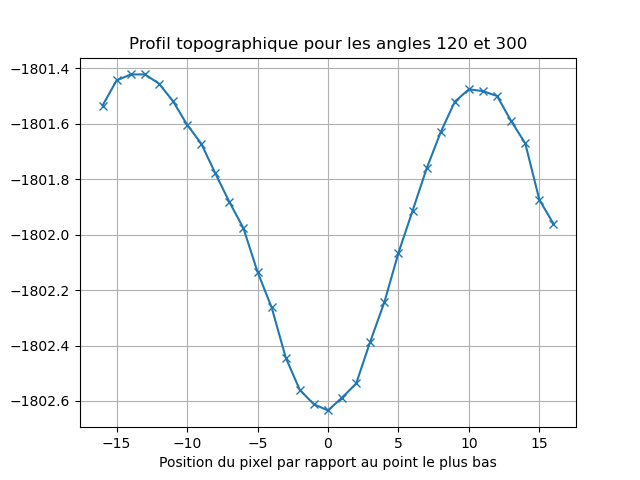 Profil topographique pour les angles 120 et 300
−1801.4
−1801.6
−1801.8
−1802.0
−1802.2
−1802.4
−1802.6
−15 −10 −5 0 5 10 15
Position du pixel par rapport au point le plus bas